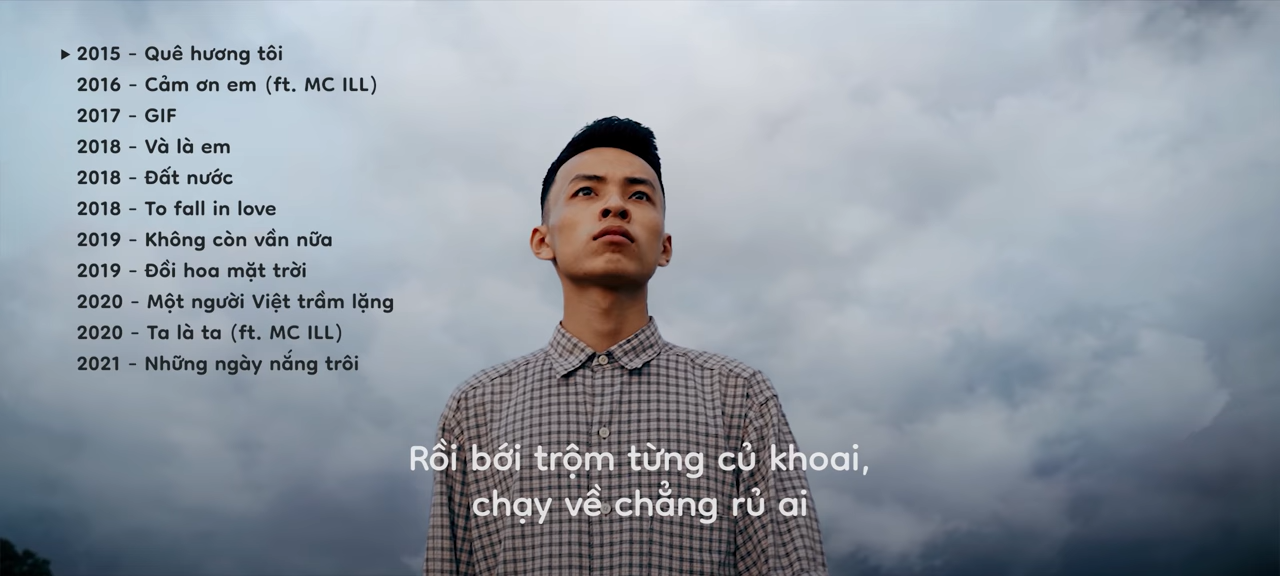 ▶ 2015 - Quê hương tôi
2016 - Cảm ơn em (ft. MC ILL)
2017 - GIF
2018 - Và là em
2018 - Đất nước
2018 - To fall in love
2019 - Không còn vấn nữa
2019 - Đồi hoa mặt trời
2020 - Một người Việt trầm lặng
2020 - Ta là ta (ft. MC ILL)
2021 - Những ngày nắng trôi
Rồi bới trộm từng củ khoai,
chạy về chẳng rủ ai